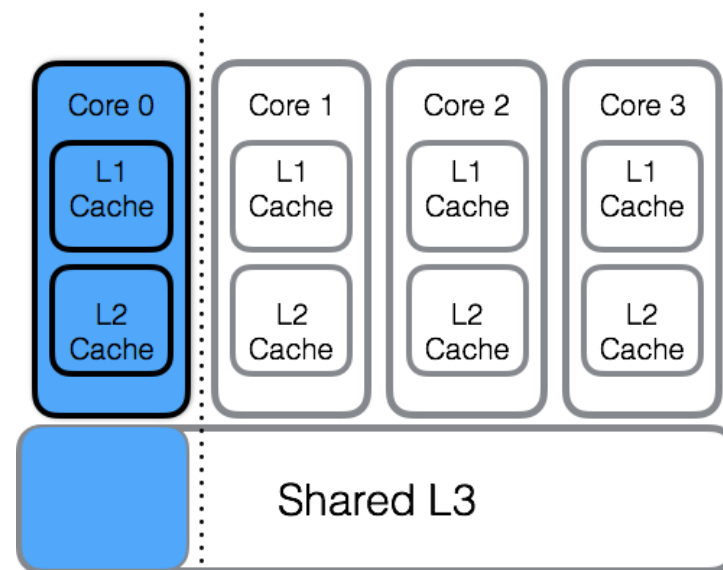 Core 0
L1
Cache
L2
Cache
Core 1
L1
Cache
L2
Cache
Core 2
L1
Cache
L2
Cache
Core 3
L1
Cache
L2
Cache
Shared L3